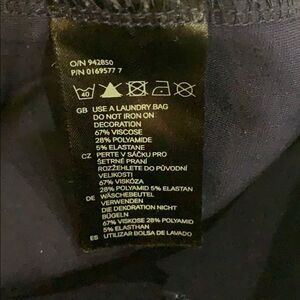 O/N 942850
P/N 0169577 7
40
GB USE A LAUNDRY BAG
DO NOT IRON ON
DECORATION
67% VISCOSE
28% POLYAMIDE
5% ELASTANE
CZ PERTE V SÁČKU PRO
ŠETRNÉ PRANÍ
ROZŽEHLETE DO PŮVODNÍ
VELIKOSTI
67% VISKÓZA
28% POLYAMID 5% ELASTAN
DE WÄSCHEBEUTEL
VERWENDEN
DIE DEKORATION NICHT
BÜGELN
67% VISCOSE 28% POLYAMID
5% ELASTHAN
ES UTILIZAR BOLSA DE LAVADO